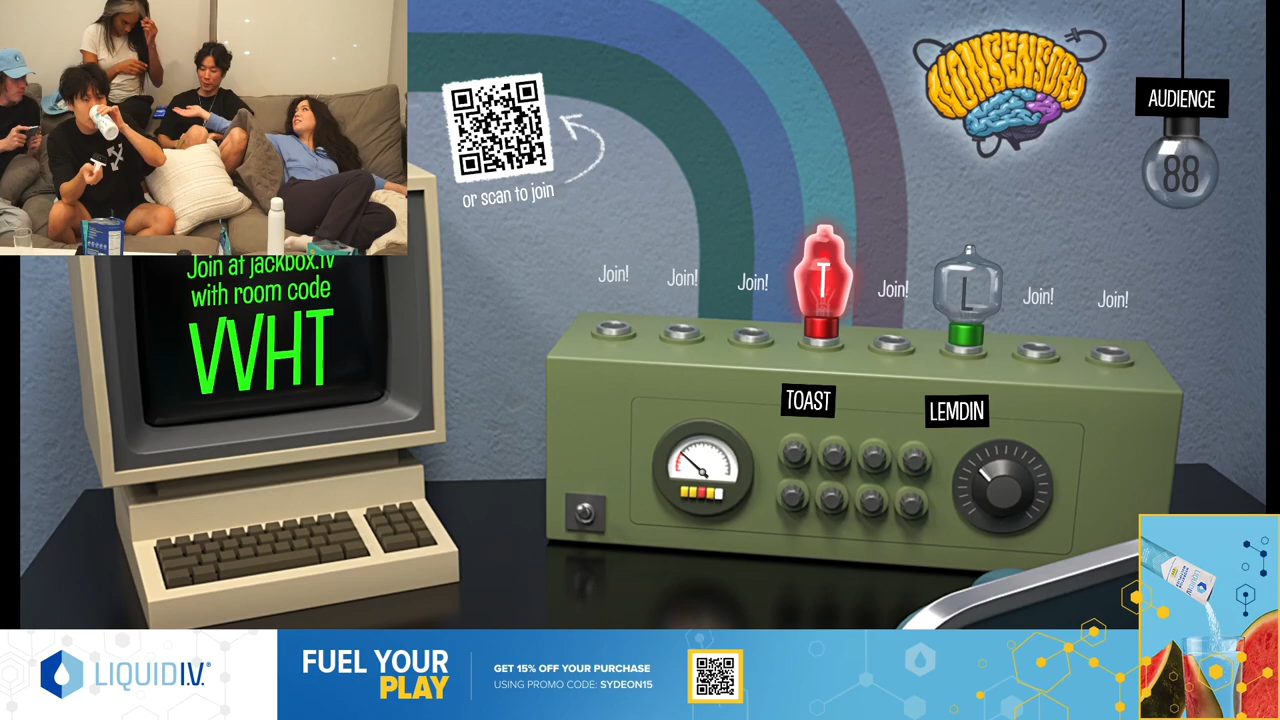 NONSENSORY
AUDIENCE
88
or scan to join
Join at jackbox.tv
with room code
VVHT
Join!
Join!
Join!
T
Join!
L
Join!
Join!
TOAST
LEMDIN
LIQUID I.V.
FUEL YOUR
PLAY
GET 15% OFF YOUR PURCHASE
USING PROMO CODE: SYDEON15